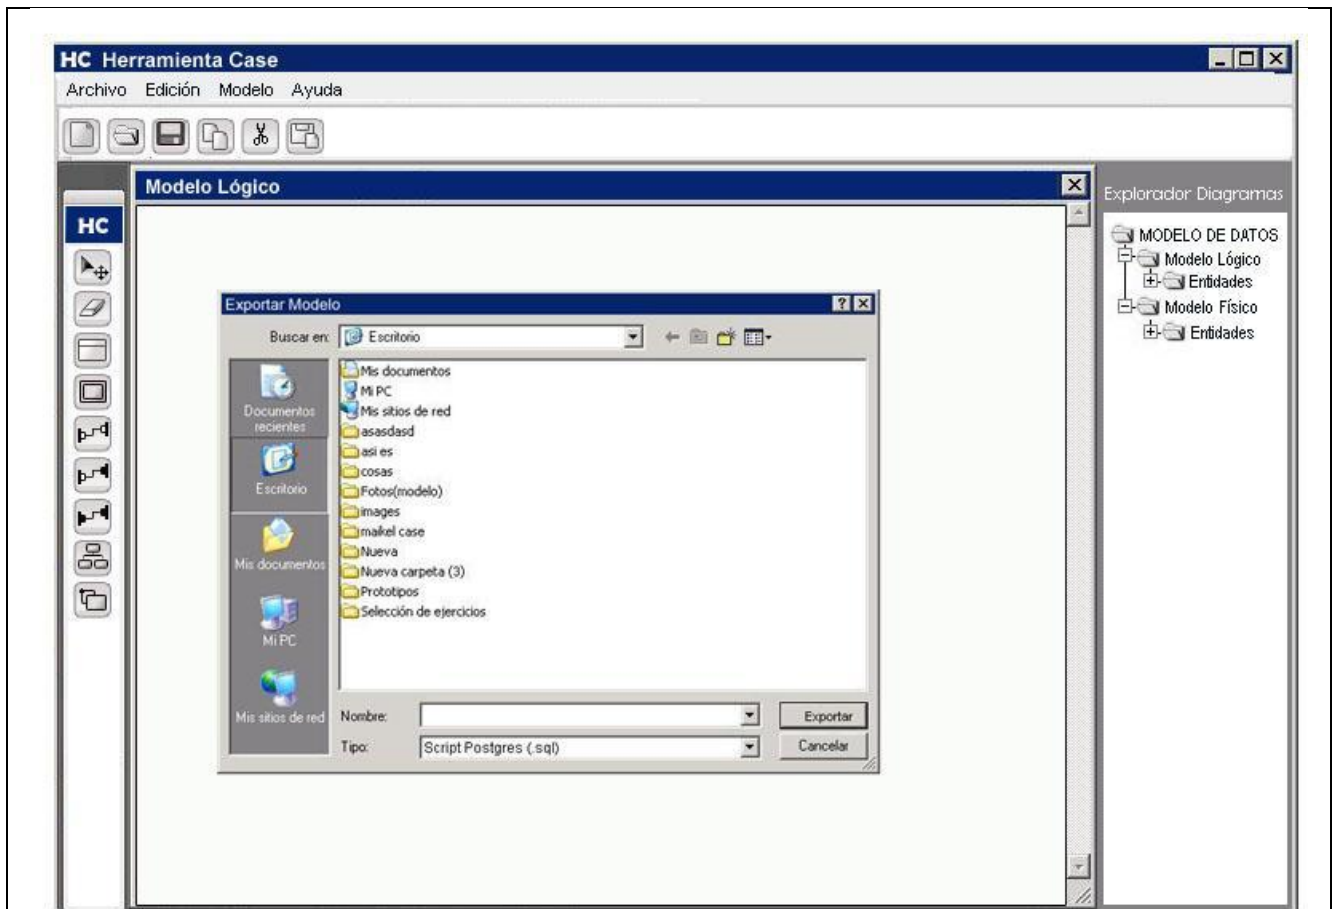 HC Herramienta Case
Archivo Edición Modelo Ayuda
Modelo Lógico
Explorador Diagramas
HC
MODELO DE DATOS
Modelo Lógico
Entidades
Modelo Físico
Entidades
Exportar Modelo
Buscar en: Escritorio
Documentos
recientes
Escritorio
Mis documentos
Mi PC
Mis sitios de red
Mis documentos
Mi PC
Mis sitios de red
asasdasd
asi es
cosas
Fotos(modelo)
images
maikel case
Nueva
Nueva carpeta (3)
Prototipos
Selección de ejercicios
Nombre:
Exportar
Tipo: Script Postgres (.sql)
Cancelar